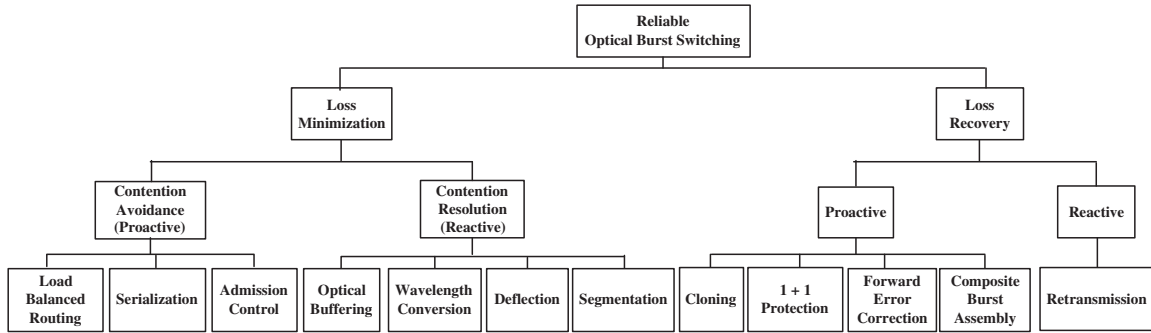 Reliable
Optical Burst Switching
Loss
Minimization
Loss
Recovery
Contention
Avoidance
(Proactive)
Contention
Resolution
(Reactive)
Proactive
Reactive
Load
Balanced
Routing
Serialization
Admission
Control
Optical
Buffering
Wavelength
Conversion
Deflection
Segmentation
Cloning
1 + 1
Protection
Forward
Error
Correction
Composite
Burst
Assembly
Retransmission